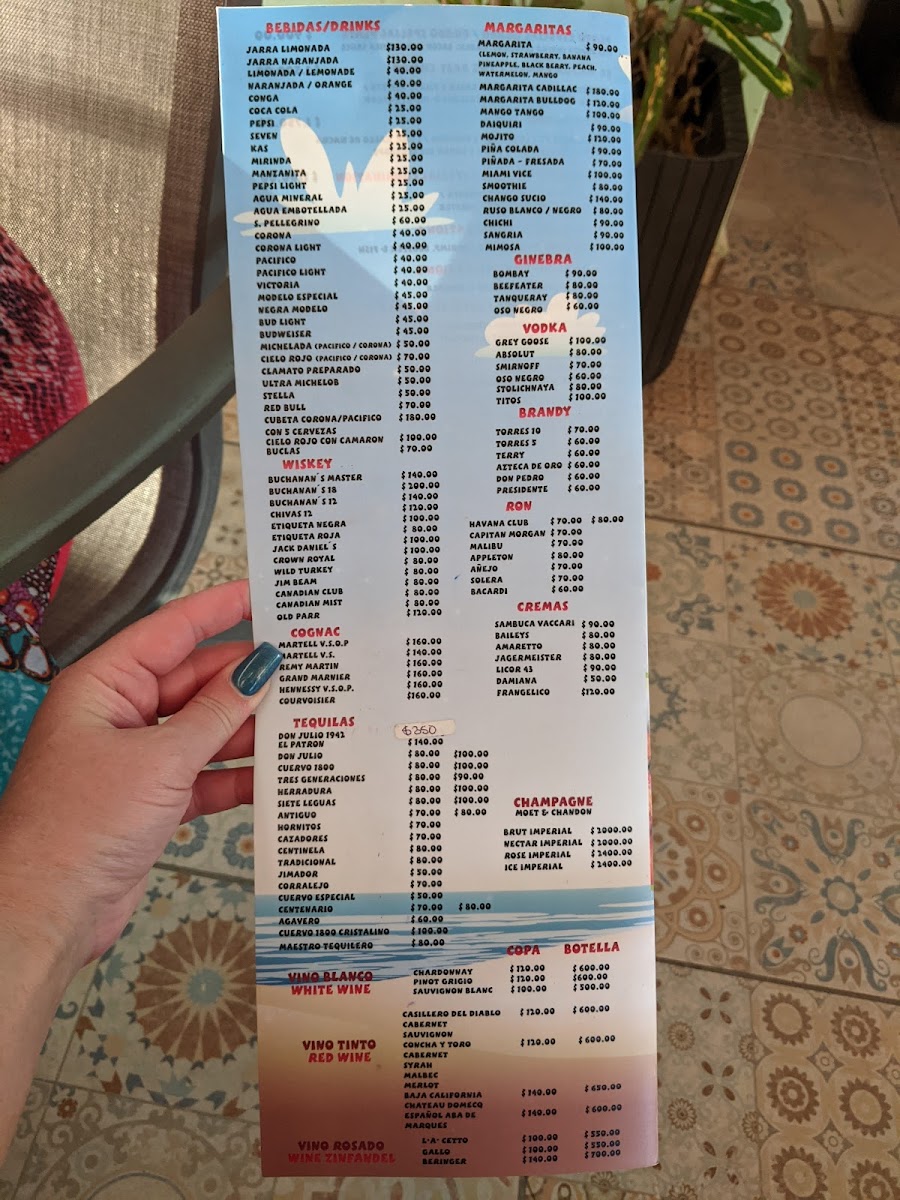 BEBIDAS/DRINKS
JARRA LIMONADA $130.00
JARRA NARANJADA $130.00
LIMONADA / LEMONADE $ 40.00
NARANJADA / ORANGE $ 40.00
CONGA $ 40.00
COCA COLA $ 25.00
PEPSI $ 25.00
SEVEN $ 25.00
KAS $ 25.00
MIRINDA $ 25.00
MANZANITA $ 25.00
PEPSI LIGHT $ 25.00
AGUA MINERAL $ 25.00
AGUA EMBOTELLADA $ 25.00
S. PELLEGRINO $ 60.00
CORONA $ 40.00
CORONA LIGHT $ 40.00
PACIFICO $ 40.00
PACIFICO LIGHT $ 40.00
VICTORIA $ 40.00
MODELO ESPECIAL $ 45.00
NEGRA MODELO $ 45.00
BUD LIGHT $ 45.00
BUDWEISER $ 45.00
MICHELADA (PACIFICO / CORONA) $ 50.00
CIELO ROJO (PACIFICO / CORONA) $ 70.00
CLAMATO PREPARADO $ 50.00
ULTRA MICHELOB $ 50.00
STELLA $ 50.00
RED BULL $ 70.00
CUBETA CORONA/PACIFICO $ 180.00
CON 5 CERVEZAS
CIELO ROJO CON CAMARON $ 100.00
BUCLAS $ 70.00
WISKEY
BUCHANAN´S MASTER $ 140.00
BUCHANAN´S 18 $ 200.00
BUCHANAN´S 12 $ 140.00
CHIVAS 12 $ 120.00
ETIQUETA NEGRA $ 100.00
ETIQUETA ROJA $ 80.00
JACK DANIEL´S $ 100.00
CROWN ROYAL $ 100.00
WILD TURKEY $ 80.00
JIM BEAM $ 80.00
CANADIAN CLUB $ 80.00
CANADIAN MIST $ 80.00
OLD PARR $ 120.00
COGNAC
MARTELL V.S.O.P $ 160.00
MARTELL V.S. $ 140.00
REMY MARTIN $ 160.00
GRAND MARNIER $ 160.00
HENNESSY V.S.O.P. $ 160.00
COURVOISIER $160.00
TEQUILAS
DON JULIO 1942 $350
EL PATRON $ 140.00
DON JULIO $ 80.00 $100.00
CUERVO 1800 $ 80.00 $100.00
TRES GENERACIONES $ 80.00 $90.00
HERRADURA $ 80.00 $100.00
SIETE LEGUAS $ 80.00 $100.00
ANTIGUO $ 70.00 $ 80.00
HORNITOS $ 70.00
CAZADORES $ 70.00
CENTINELA $ 80.00
TRADICIONAL $ 80.00
JIMADOR $ 50.00
CORRALEJO $ 70.00
CUERVO ESPECIAL $ 50.00
CENTENARIO $ 70.00 $ 80.00
AGAVERO $ 60.00
CUERVO 1800 CRISTALINO $ 100.00
MAESTRO TEQUILERO $ 80.00
MARGARITAS
MARGARITA $ 90.00
(LEMON, STRAWBERRY, BANANA
PINEAPPLE, BLACK BERRY, PEACH,
WATERMELON, MANGO
MARGARITA CADILLAC $ 180.00
MARGARITA BULLDOG $ 120.00
MANGO TANGO $ 100.00
DAIQUIRI $ 90.00
MOJITO $ 120.00
PIÑA COLADA $ 90.00
PIÑADA - FRESADA $ 70.00
MIAMI VICE $ 100.00
SMOOTHIE $ 80.00
CHANGO SUCIO $ 140.00
RUSO BLANCO / NEGRO $ 80.00
CHICHI $ 90.00
SANGRIA $ 90.00
MIMOSA $ 100.00
GINEBRA
BOMBAY $ 90.00
BEEFEATER $ 80.00
TANQUERAY $ 80.00
OSO NEGRO $ 60.00
VODKA
GREY GOOSE $ 100.00
ABSOLUT $ 80.00
SMIRNOFF $ 70.00
OSO NEGRO $ 60.00
STOLICHNAYA $ 80.00
TITOS $ 100.00
BRANDY
TORRES 10 $ 70.00
TORRES 5 $ 60.00
TERRY $ 60.00
AZTECA DE ORO $ 60.00
DON PEDRO $ 60.00
PRESIDENTE $ 60.00
RON
HAVANA CLUB $ 70.00 $ 80.00
CAPITAN MORGAN $ 70.00
MALIBU $ 70.00
APPLETON $ 80.00
AÑEJO $ 70.00
SOLERA $ 70.00
BACARDI $ 60.00
CREMAS
SAMBUCA VACCARI $ 90.00
BAILEYS $ 80.00
AMARETTO $ 80.00
JAGERMEISTER $ 80.00
LICOR 43 $ 90.00
DAMIANA $ 50.00
FRANGELICO $120.00
CHAMPAGNE
MOET & CHANDON
BRUT IMPERIAL $ 2000.00
NECTAR IMPERIAL $ 2000.00
ROSE IMPERIAL $ 2400.00
ICE IMPERIAL $ 2400.00
COPA BOTELLA
VINO BLANCO
WHITE WINE
CHARDONNAY $ 120.00 $ 600.00
PINOT GRIGIO $ 120.00 $600.00
SAUVIGNON BLANC $ 100.00 $ 500.00
VINO TINTO
RED WINE
CASILLERO DEL DIABLO $ 120.00 $ 600.00
CABERNET
SAUVIGNON
CONCHA Y TORO $ 120.00 $ 600.00
CABERNET
SYRAH
MALBEC
MERLOT
BAJA CALIFORNIA $ 140.00 $ 650.00
CHATEAU DOMECQ
ESPAÑOL ABA DE $ 140.00 $ 600.00
MARQUES
VINO ROSADO
WINE ZINFANDEL
L.A. CETTO $ 100.00 $ 550.00
GALLO $ 100.00 $ 550.00
BERINGER $ 140.00 $ 700.00